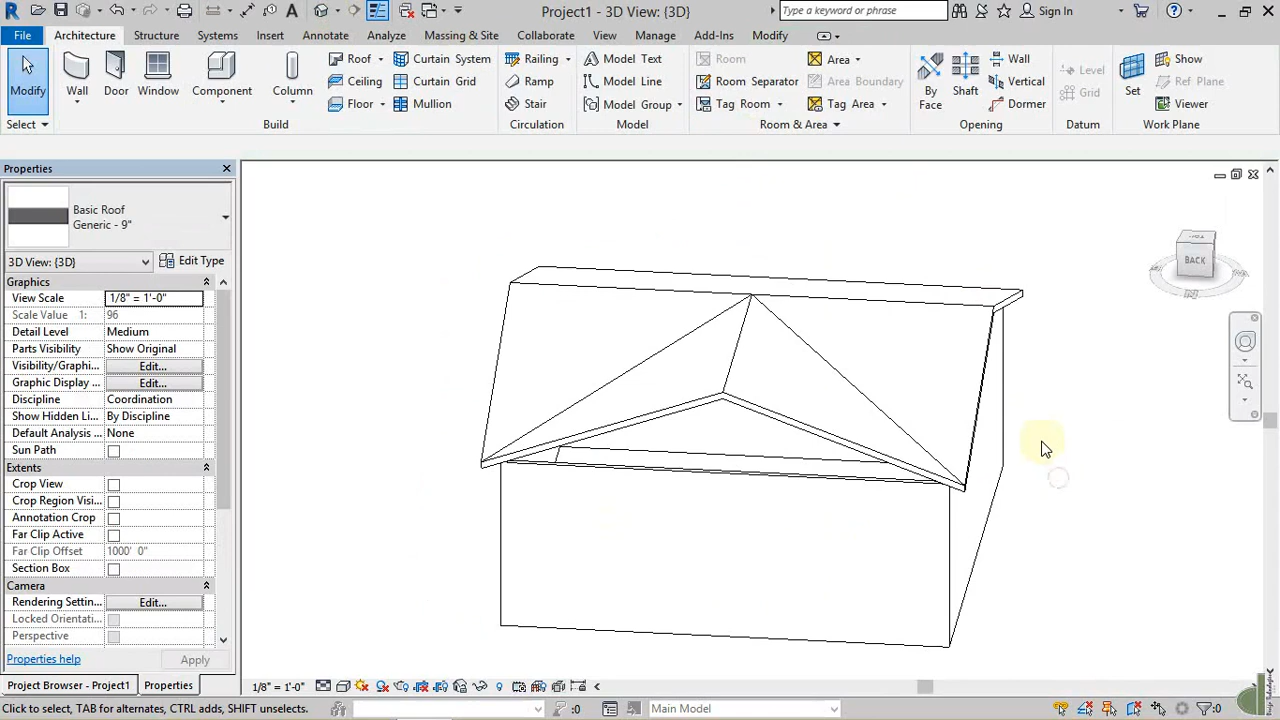 Project1 - 3D View: {3D}
Type a keyword or phrase
Sign In
File
Architecture
Structure
Systems
Insert
Annotate
Analyze
Massing & Site
Collaborate
View
Manage
Add-Ins
Modify
Modify
Select
Wall
Door
Window
Component
Column
Roof
Ceiling
Floor
Curtain System
Curtain Grid
Mullion
Build
Railing
Ramp
Stair
Circulation
Model Text
Model Line
Model Group
Model
Room
Room Separator
Tag Room
Area
Area Boundary
Tag Area
Room & Area
By
Face
Shaft
Wall
Vertical
Dormer
Opening
Level
Grid
Datum
Set
Show
Ref Plane
Viewer
Work Plane
Properties
Basic Roof
Generic - 9"
3D View: {3D}
Edit Type
Graphics
View Scale 1/8" = 1'-0"
Scale Value 1: 96
Detail Level Medium
Parts Visibility Show Original
Visibility/Graphi... Edit...
Graphic Display ... Edit...
Discipline Coordination
Show Hidden Li... By Discipline
Default Analysis ... None
Sun Path
Extents
Crop View
Crop Region Visi...
Annotation Crop
Far Clip Active
Far Clip Offset 1000' 0"
Section Box
Camera
Rendering Settin... Edit...
Locked Orientati...
Perspective
Properties help
Apply
Project Browser - Project1
Properties
BACK
1/8" = 1'-0"
Click to select, TAB for alternates, CTRL adds, SHIFT unselects.
:0
Main Model
:0